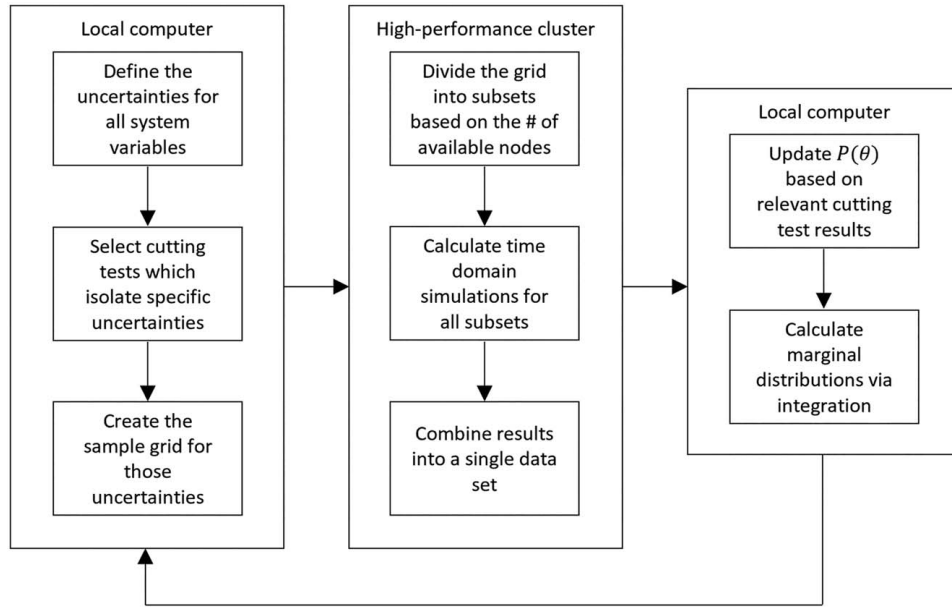 Local computer
Define the
uncertainties for
all system
variables
Select cutting
tests which
isolate specific
uncertainties
Create the
sample grid for
those
uncertainties
High-performance cluster
Divide the grid
into subsets
based on the # of
available nodes
Calculate time
domain
simulations for
all subsets
Combine results
into a single data
set
Local computer
Update P(θ)
based on
relevant cutting
test results
Calculate
marginal
distributions via
integration